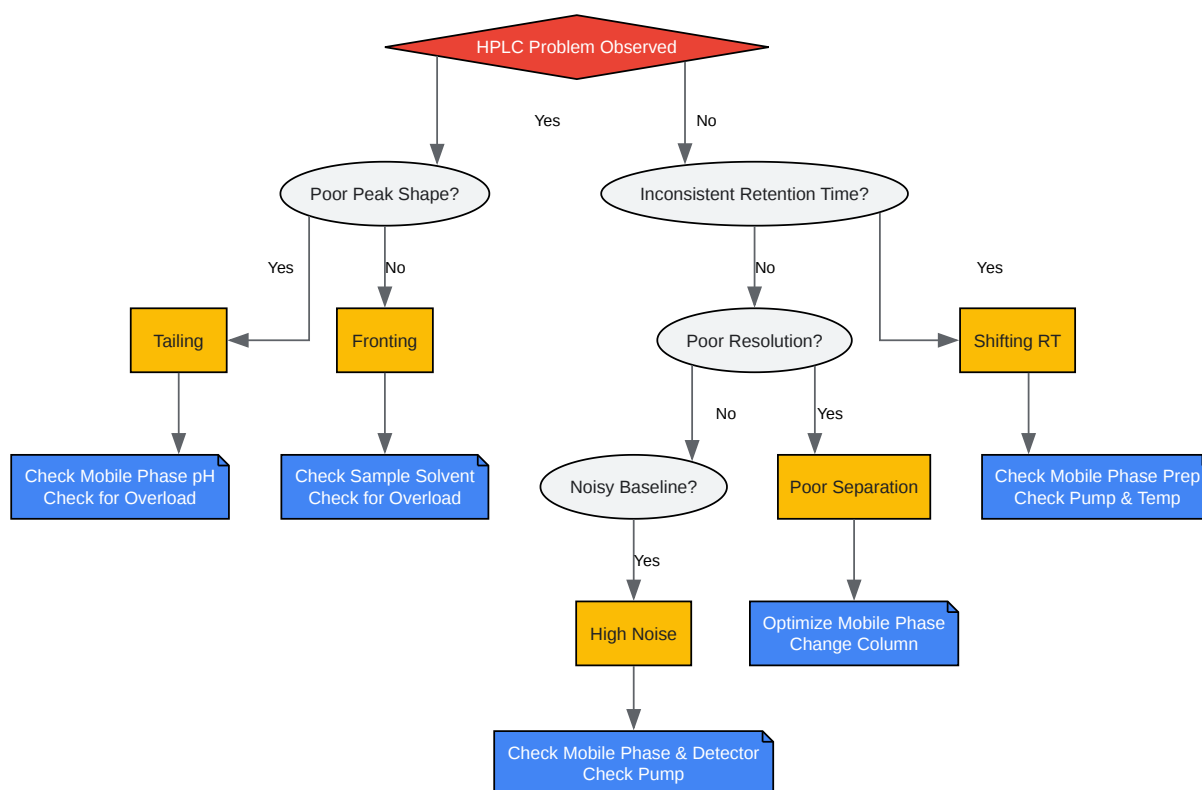 HPLC Problem Observed
Yes
No
Poor Peak Shape?
Inconsistent Retention Time?
Yes
No
No
Yes
Tailing
Fronting
Poor Resolution?
Shifting RT
No
Yes
Check Mobile Phase pH
Check for Overload
Check Sample Solvent
Check for Overload
Noisy Baseline?
Poor Separation
Check Mobile Phase Prep
Check Pump & Temp
Yes
High Noise
Optimize Mobile Phase
Change Column
Check Mobile Phase & Detector
Check Pump